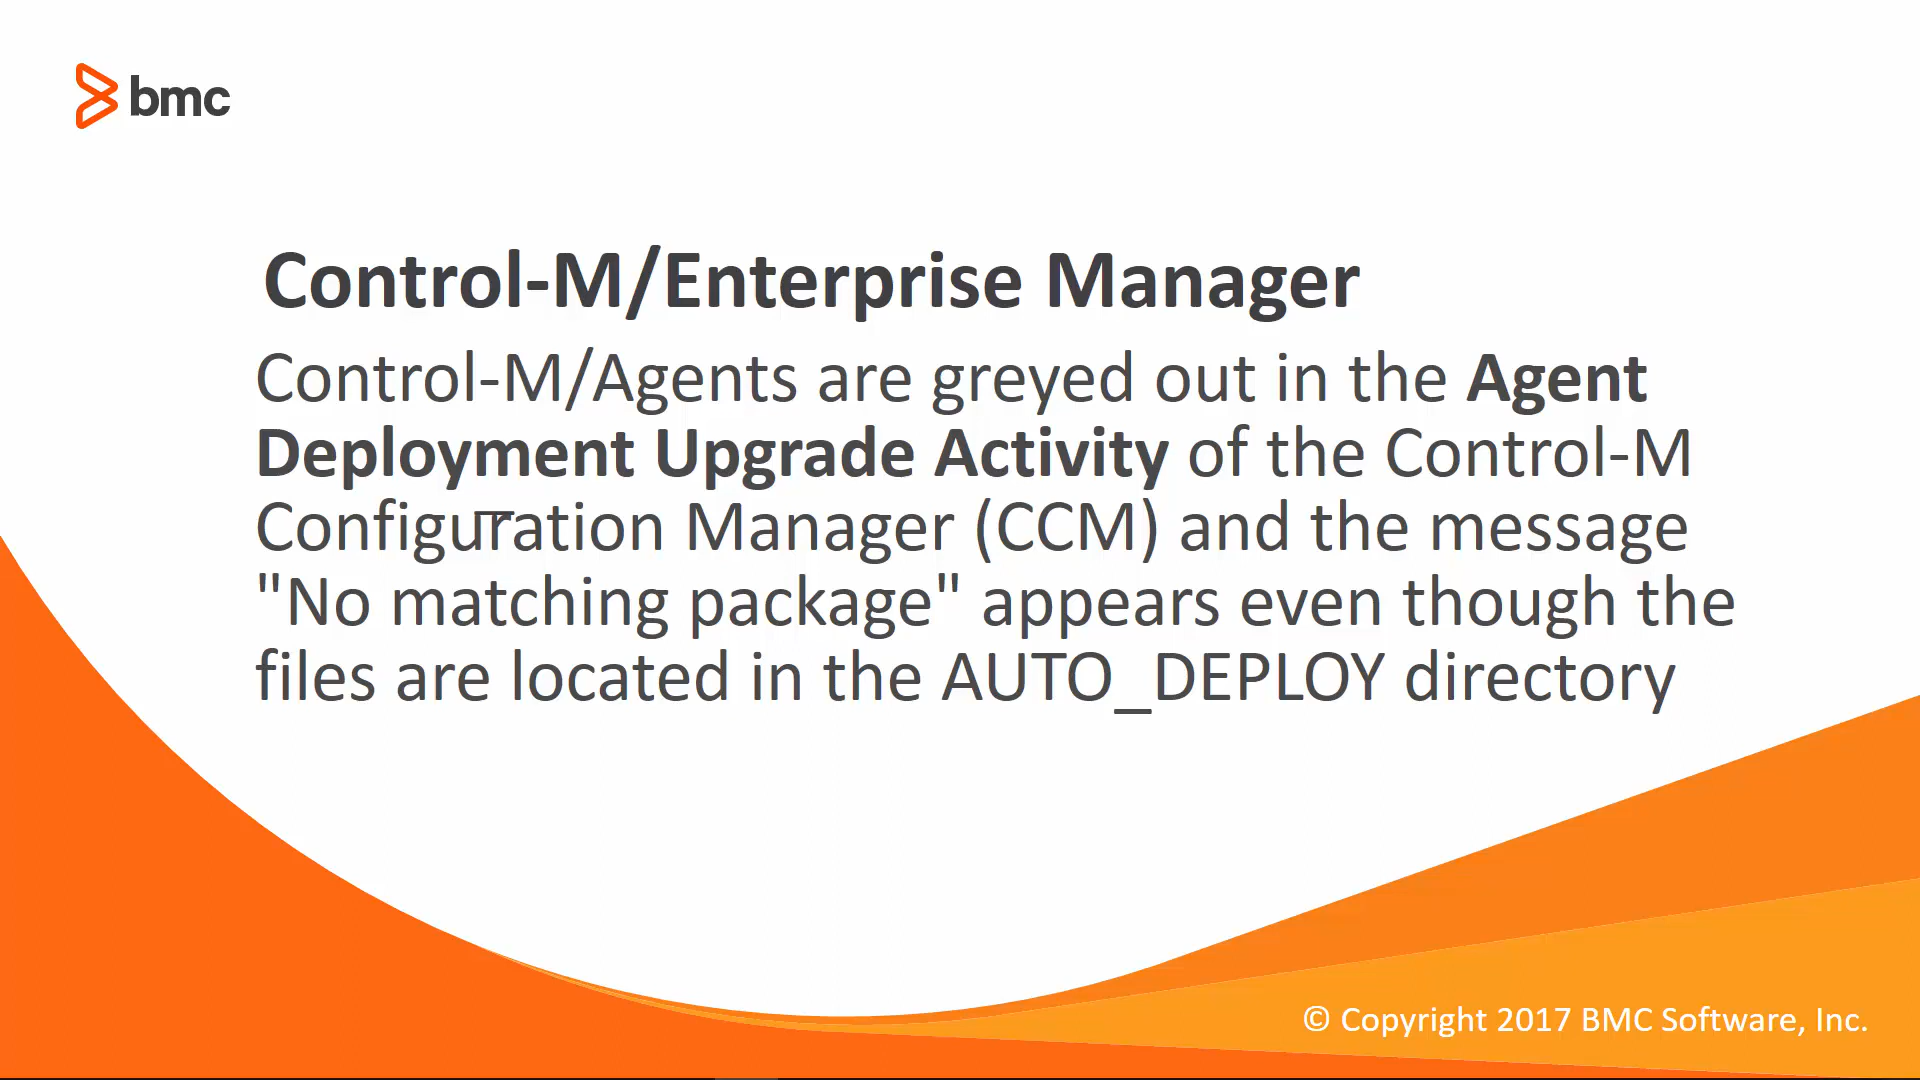 bmc
Control-M/Enterprise Manager
Control-M/Agents are greyed out in the Agent
Deployment Upgrade Activity of the Control-M
Configuration Manager (CCM) and the message
"No matching package" appears even though the
files are located in the AUTO_DEPLOY directory
© Copyright 2017 BMC Software, Inc.